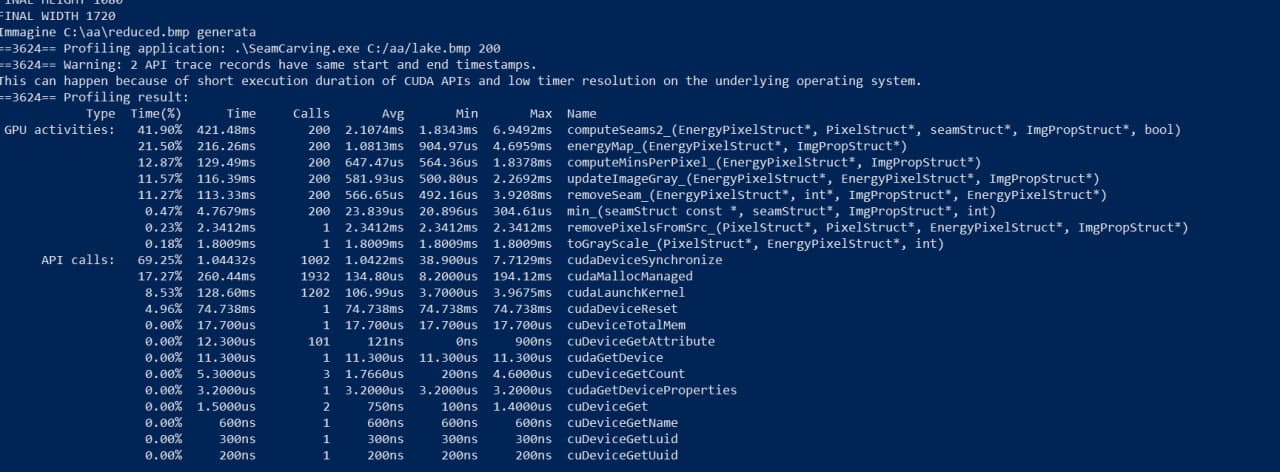 FINAL HEIGHT 1080
FINAL WIDTH 1720
Immagine C:\aa\reduced.bmp generata
==3624== Profiling application: .\SeamCarving.exe C:/aa/lake.bmp 200
==3624== Warning: 2 API trace records have same start and end timestamps.
This can happen because of short execution duration of CUDA APIs and low timer resolution on the underlying operating system.
==3624== Profiling result:
Type Time(%) Time Calls Avg Min Max Name
GPU activities: 41.90% 421.48ms 200 2.1074ms 1.8343ms 6.9492ms computeSeams2_(EnergyPixelStruct*, PixelStruct*, seamStruct*, ImgPropStruct*, bool)
21.50% 216.26ms 200 1.0813ms 904.97us 4.6959ms energyMap_(EnergyPixelStruct*, ImgPropStruct*)
12.87% 129.49ms 200 647.47us 564.36us 1.8378ms computeMinsPerPixel_(EnergyPixelStruct*, ImgPropStruct*)
11.57% 116.39ms 200 581.93us 500.80us 2.2692ms updateImageGray_(EnergyPixelStruct*, EnergyPixelStruct*, ImgPropStruct*)
11.27% 113.33ms 200 566.65us 492.16us 3.9208ms removeSeam_(EnergyPixelStruct*, int*, ImgPropStruct*, EnergyPixelStruct*)
0.47% 4.7679ms 200 23.839us 20.896us 304.61us min_(seamStruct const *, seamStruct*, ImgPropStruct*, int)
0.23% 2.3412ms 1 2.3412ms 2.3412ms 2.3412ms removePixelsFromSrc_(PixelStruct*, PixelStruct*, EnergyPixelStruct*, ImgPropStruct*)
0.18% 1.8009ms 1 1.8009ms 1.8009ms 1.8009ms toGrayScale_(PixelStruct*, EnergyPixelStruct*, int)
API calls: 69.25% 1.04432s 1002 1.0422ms 38.900us 7.7129ms cudaDeviceSynchronize
17.27% 260.44ms 1932 134.80us 8.2000us 194.12ms cudaMallocManaged
8.53% 128.60ms 1202 106.99us 3.7000us 3.9675ms cudaLaunchKernel
4.96% 74.738ms 1 74.738ms 74.738ms 74.738ms cudaDeviceReset
0.00% 17.700us 1 17.700us 17.700us 17.700us cuDeviceTotalMem
0.00% 12.300us 101 121ns 0ns 900ns cuDeviceGetAttribute
0.00% 11.300us 1 11.300us 11.300us 11.300us cudaGetDevice
0.00% 5.3000us 3 1.7660us 200ns 4.6000us cuDeviceGetCount
0.00% 3.2000us 1 3.2000us 3.2000us 3.2000us cudaGetDeviceProperties
0.00% 1.5000us 2 750ns 100ns 1.4000us cuDeviceGet
0.00% 600ns 1 600ns 600ns 600ns cuDeviceGetName
0.00% 300ns 1 300ns 300ns 300ns cuDeviceGetLuid
0.00% 200ns 1 200ns 200ns 200ns cuDeviceGetUuid